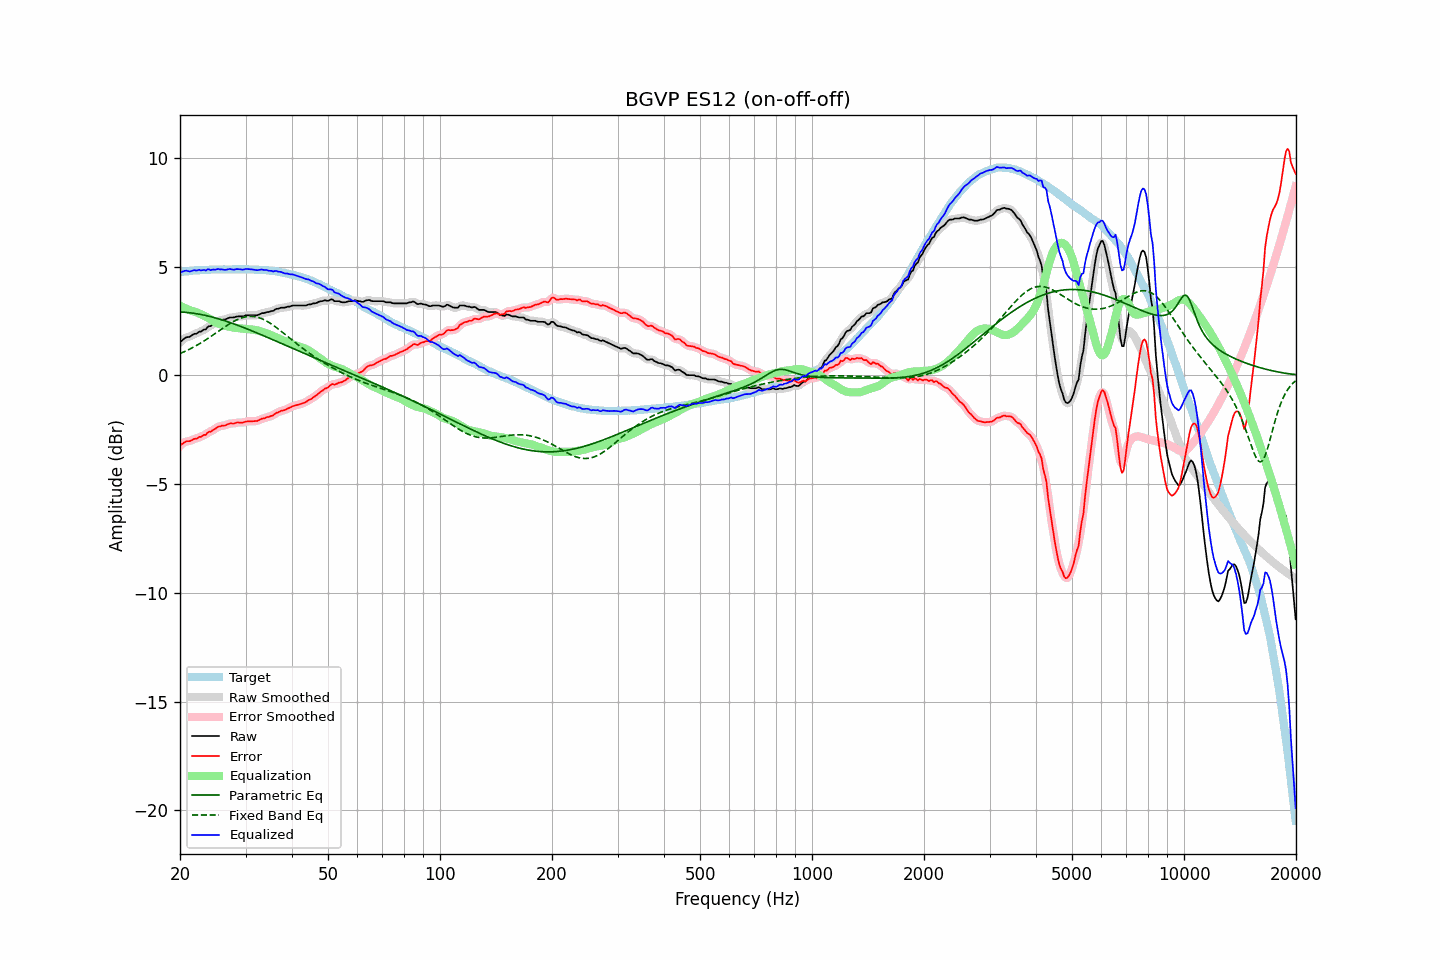 BGVP ES12 (on-off-off)
10
5
0
−5
−10
−15
−20
Amplitude (dBr)
Target
Raw Smoothed
Error Smoothed
Raw
Error
Equalization
Parametric Eq
Fixed Band Eq
Equalized
20 50 100 200 500 1000 2000 5000 10000 20000
Frequency (Hz)